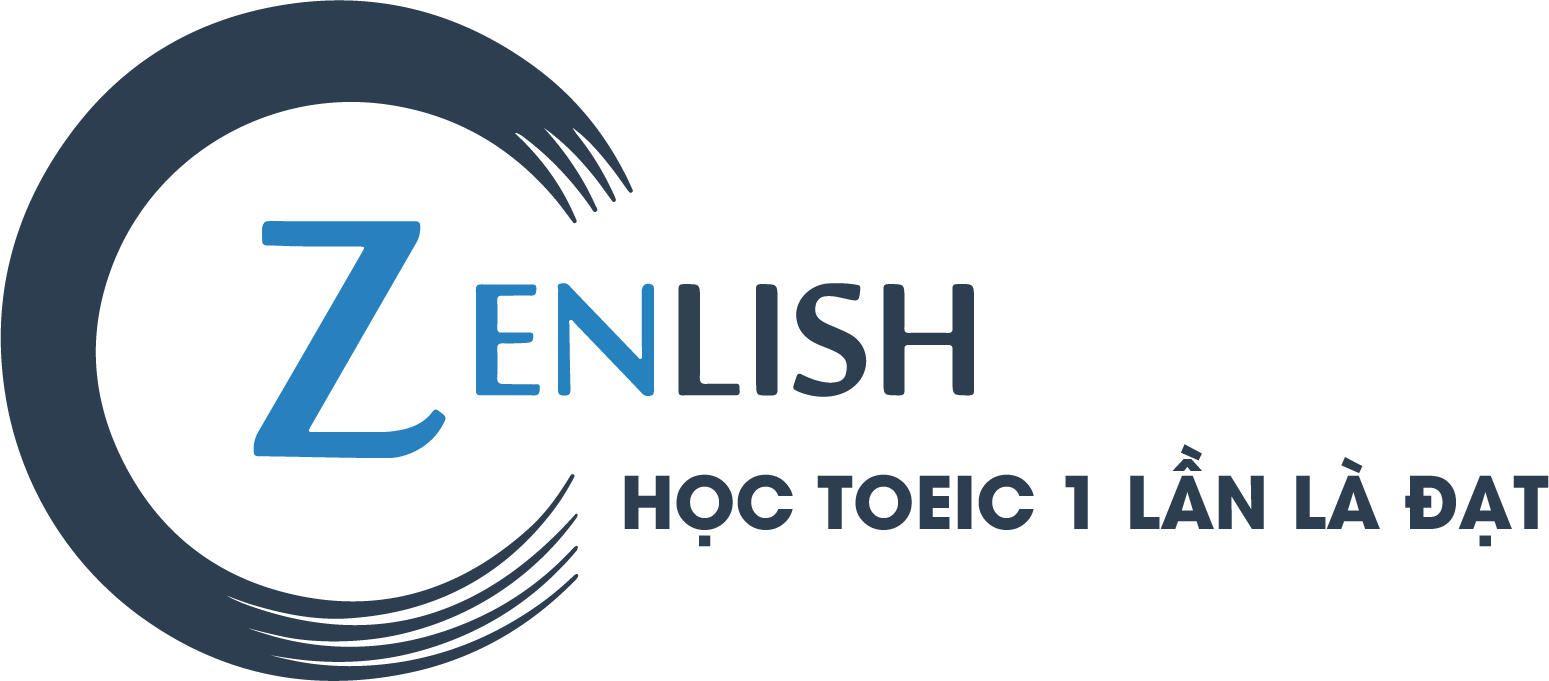 ZENLISH
HỌC TOEIC 1 LẦN LÀ ĐẠT